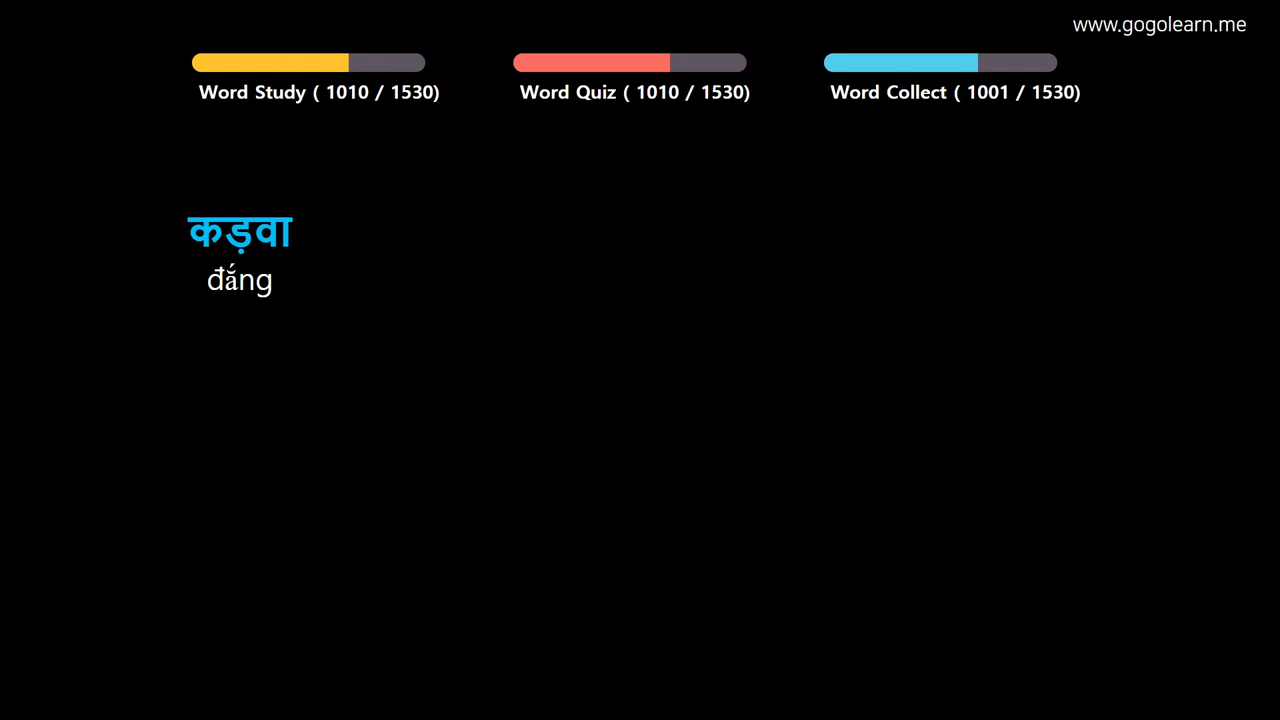 www.gogolearn.me
Word Study ( 1010 / 1530)
Word Quiz ( 1010 / 1530)
Word Collect ( 1001 / 1530)
कड़वा
đắng